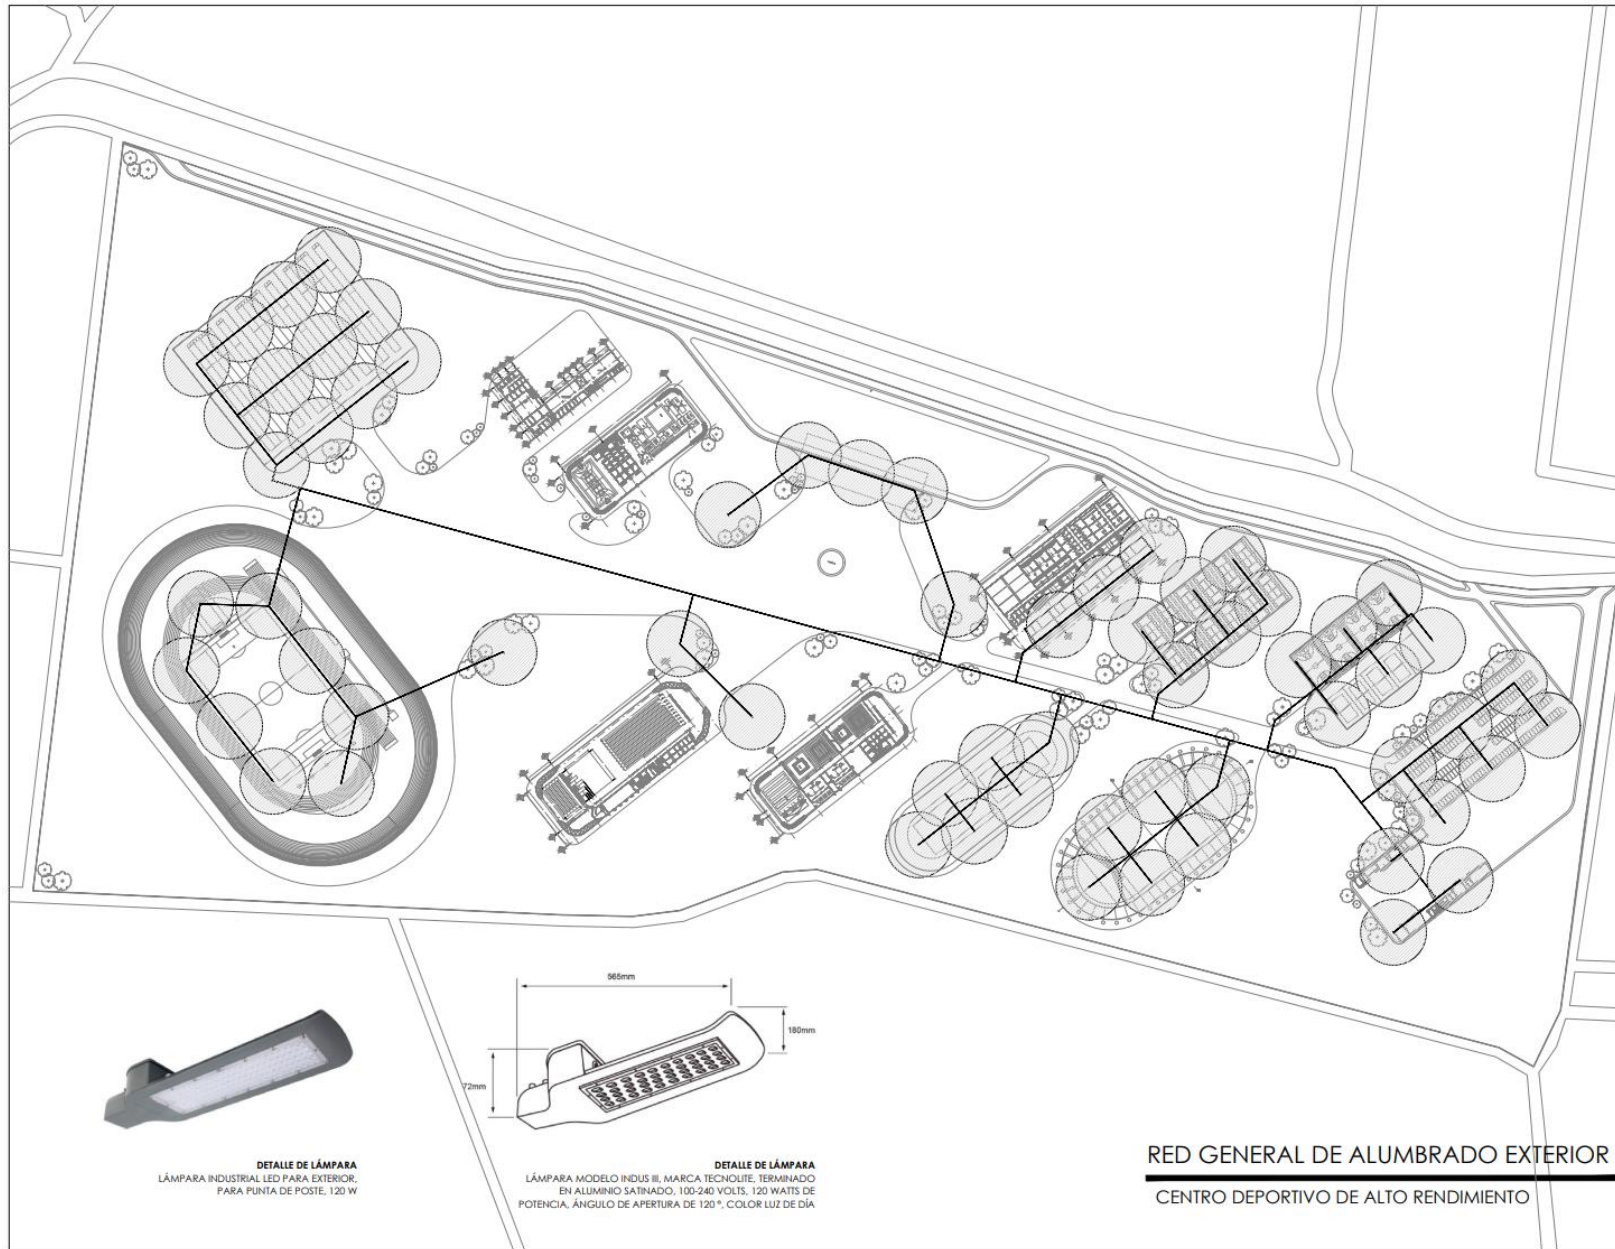 565mm
180mm
72mm
DETALLE DE LÁMPARA
LÁMPARA INDUSTRIAL LED PARA EXTERIOR,
PARA PUNTA DE POSTE, 120 W
DETALLE DE LÁMPARA
LÁMPARA MODELO INDUS III, MARCA TECNOLITE, TERMINADO
EN ALUMINIO SATINADO, 100-240 VOLTS, 120 WATTS DE
POTENCIA, ÁNGULO DE APERTURA DE 120 º, COLOR LUZ DE DÍA
RED GENERAL DE ALUMBRADO EXTERIOR
CENTRO DEPORTIVO DE ALTO RENDIMIENTO